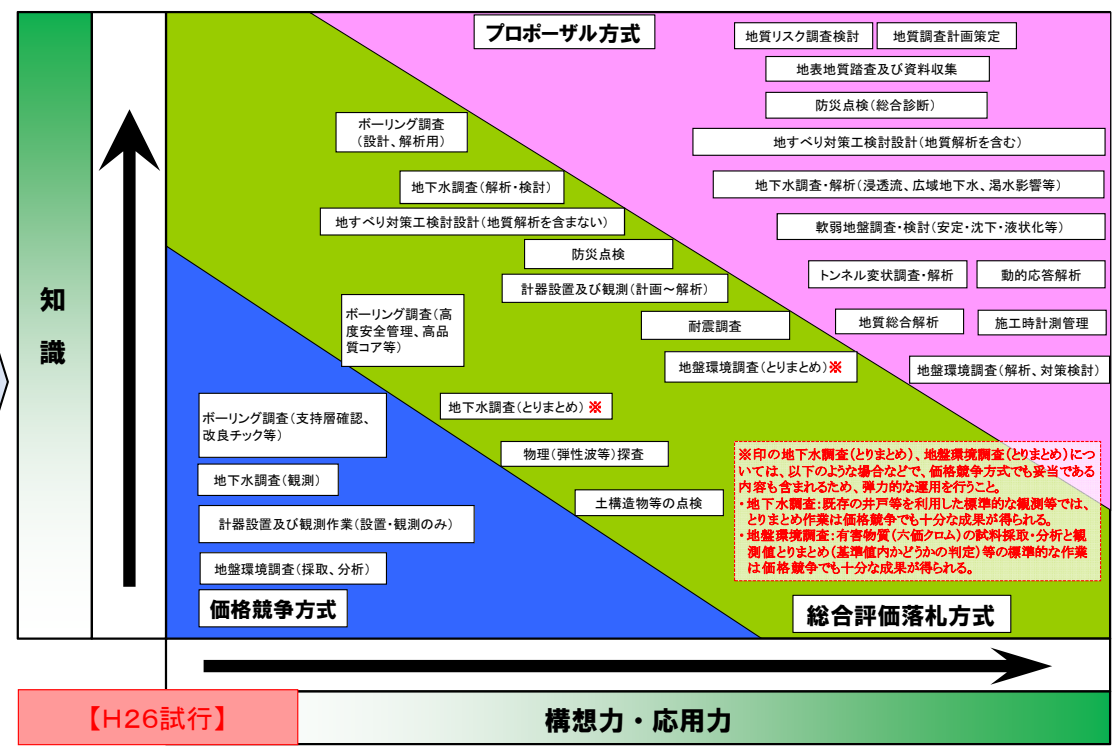 プロポーザル方式
地質リスク調査検討
地質調査計画策定
地表地質踏査及び資料収集
防災点検(総合診断)
地すべり対策工検討設計(地質解析を含む)
地下水調査・解析(浸透流、広域地下水、渇水影響等)
軟弱地盤調査・検討(安定・沈下・液状化等)
トンネル変状調査・解析
動的応答解析
地質総合解析
施工時計測管理
地盤環境調査(解析、対策検討)
ボーリング調査
(設計、解析用)
地下水調査(解析・検討)
地すべり対策工検討設計(地質解析を含まない)
防災点検
計器設置及び観測(計画～解析)
耐震調査
地盤環境調査(とりまとめ)※
ボーリング調査(高
度安全管理、高品
質コア等)
地下水調査(とりまとめ)※
物理(弾性波等)探査
土構造物等の点検
ボーリング調査(支持層確認、
改良チック等)
地下水調査(観測)
計器設置及び観測作業(設置・観測のみ)
地盤環境調査(採取、分析)
価格競争方式
※印の地下水調査(とりまとめ)、地盤環境調査(とりまとめ)につ
いては、以下のような場合などで、価格競争方式でも妥当である
内容も含まれるため、弾力的な運用を行うこと。
・地下水調査:既存の井戸等を利用した標準的な観測等では、
とりまとめ作業は価格競争でも十分な成果が得られる。
・地盤環境調査:有害物質(六価クロム)の試料採取・分析と観
測値とりまとめ(基準値内かどうかの判定)等の標準的な作業
は価格競争でも十分な成果が得られる。
総合評価落札方式
知
識
【H26試行】
構想力・応用力